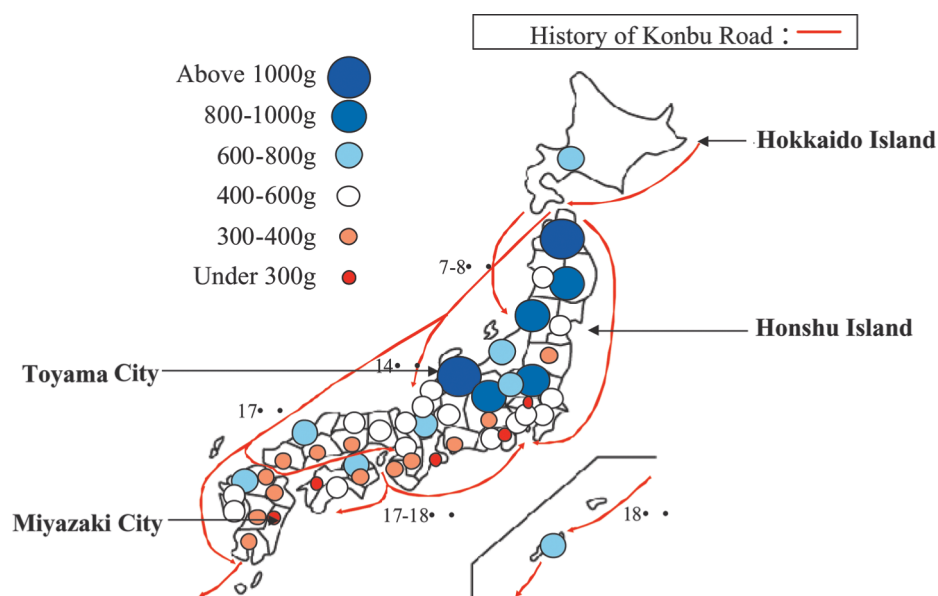 History of Konbu Road :
Above 1000g
800-1000g
600-800g
400-600g
300-400g
Under 300g
Hokkaido Island
7-8• •
Honshu Island
14• •
Toyama City
17• •
Miyazaki City
17-18• •
18• •